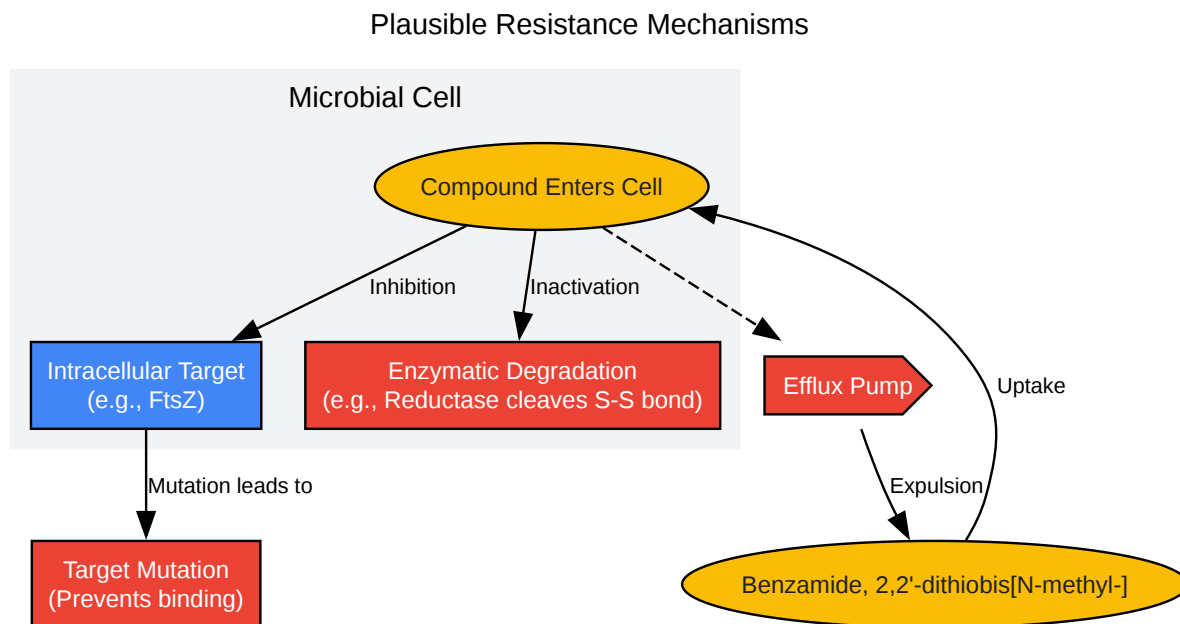 Plausible Resistance Mechanisms
Microbial Cell
Compound Enters Cell
Inhibition
Inactivation
Intracellular Target
(e.g., FtsZ)
Enzymatic Degradation
(e.g., Reductase cleaves S-S bond)
Efflux Pump
Uptake
Mutation leads to
Expulsion
Target Mutation
(Prevents binding)
Benzamide, 2,2'-dithiobis[N-methyl-]